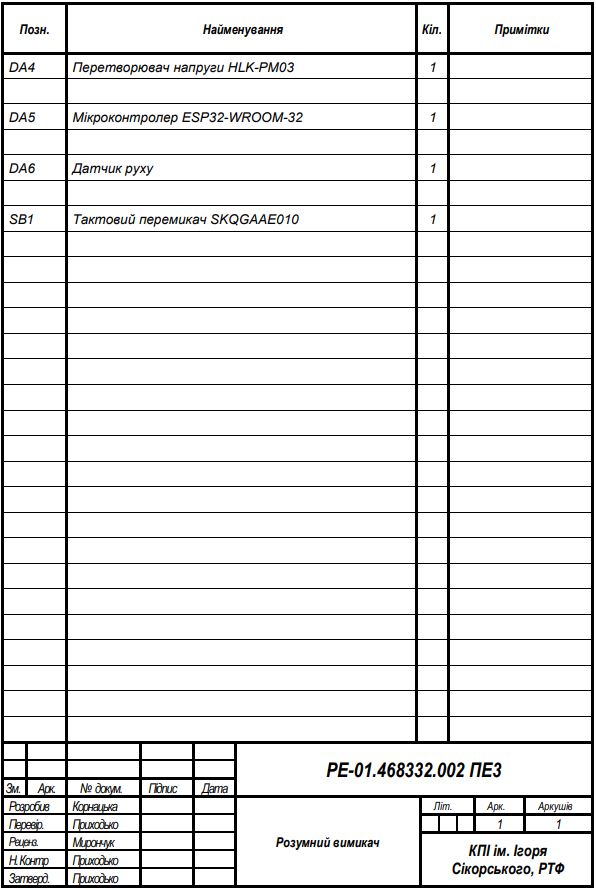 Позн. Найменування Кіл. Примітки
DA4 Перетворювач напруги HLK-PM03 1
DA5 Мікроконтролер ESP32-WROOM-32 1
DA6 Датчик руху 1
SB1 Тактовий перемикач SKQGAAE010 1
РЕ-01.468332.002 ПЕ3
Зм. Арк. № докум. Підпис Дата
Розробив Корнацька
Перевір. Приходько
Реценз. Мирончук
Н.Контр Приходько
Затверд. Приходько
Розумний вимикач
Літ. Арк. Аркушів
1 1
КПІ ім. Ігоря
Сікорського, РТФ